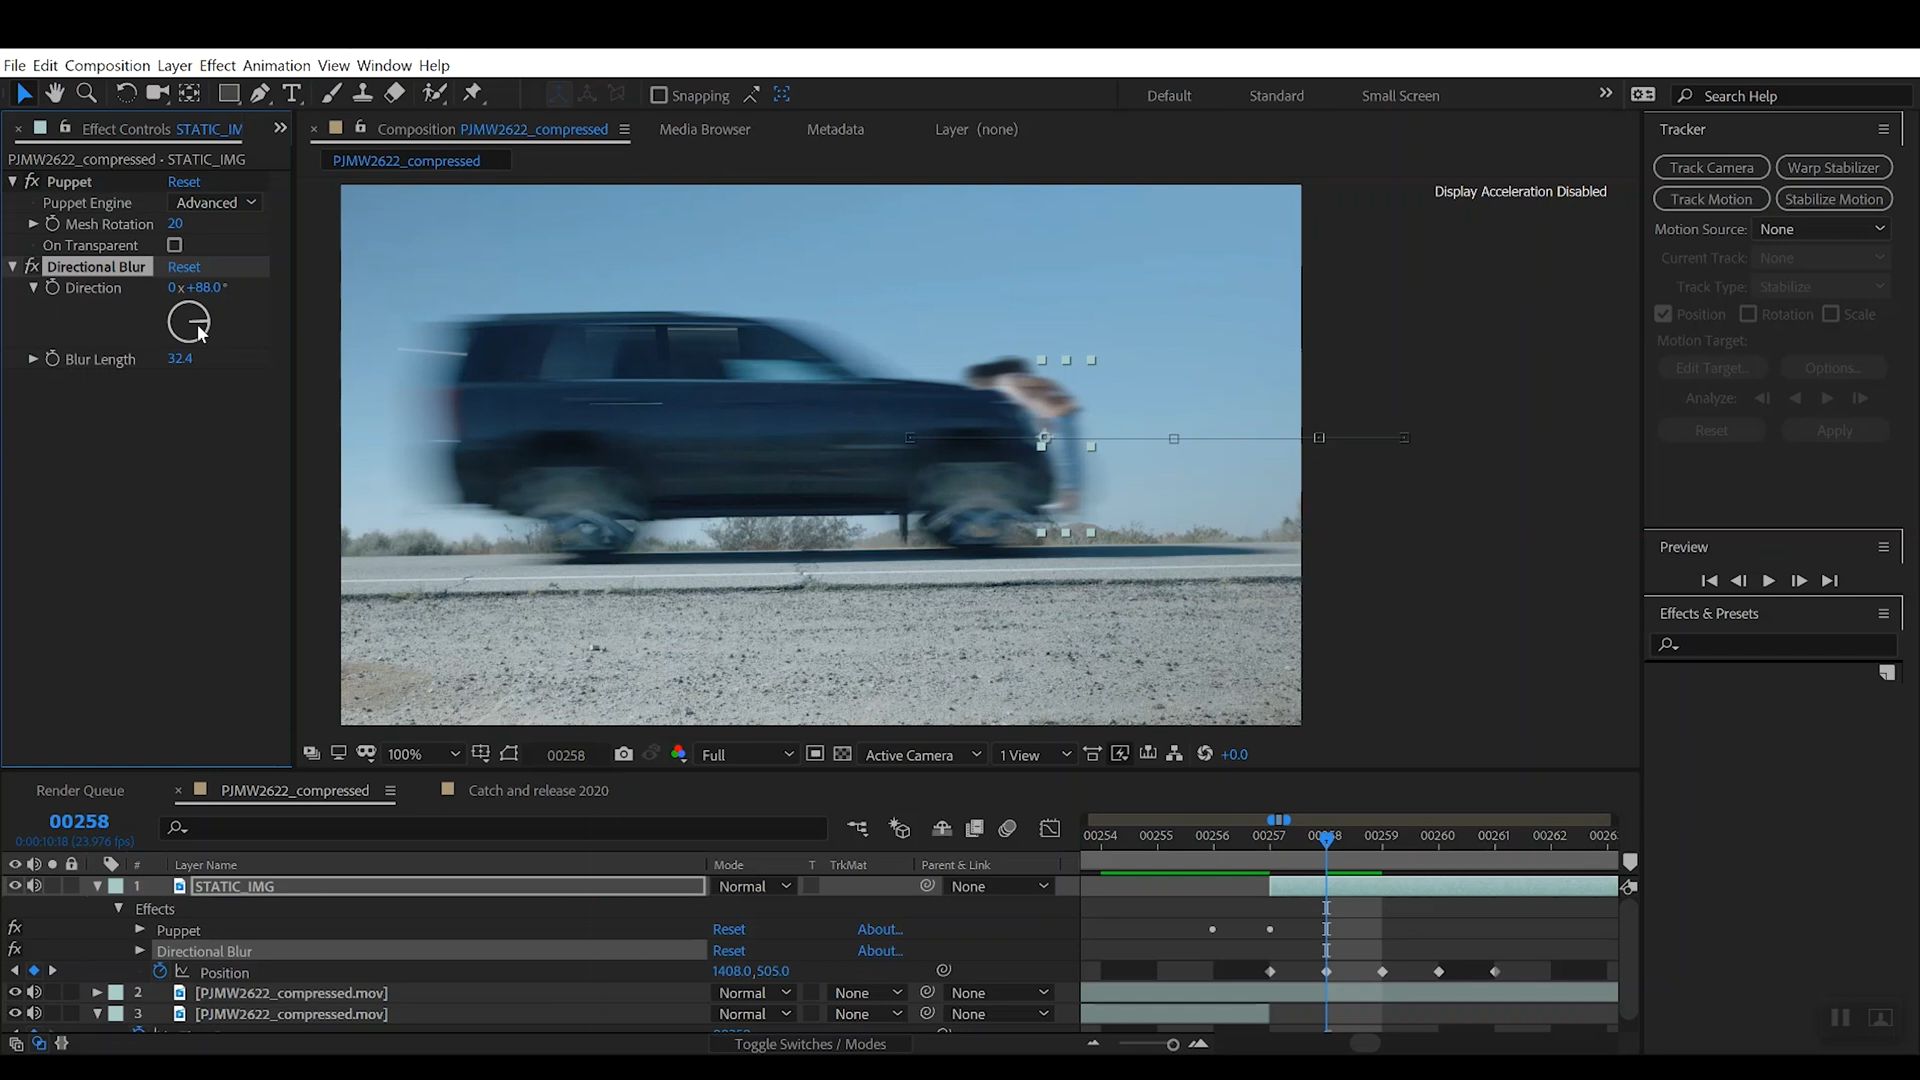 File Edit Composition Layer Effect Animation View Window Help
Snapping
Default Standard Small Screen
Search Help
Effect Controls STATIC_IM
Composition PJMW2622_compressed
Media Browser
Metadata
Layer (none)
Tracker
PJMW2622_compressed • STATIC_IMG
PJMW2622_compressed
fx Puppet Reset
Puppet Engine Advanced
Mesh Rotation 20
On Transparent
fx Directional Blur Reset
Direction 0x+88.0°
Blur Length 32.4
Display Acceleration Disabled
Track Camera Warp Stabilizer
Track Motion Stabilize Motion
Motion Source: None
Current Track: None
Track Type: Stabilize
Position Rotation Scale
Motion Target:
Edit Target... Options...
Analyze:
Reset Apply
Preview
Effects & Presets
100% 00258 Full Active Camera 1 View +0.0
Render Queue
PJMW2622_compressed
Catch and release 2020
00258
0:00:10:18 (23.976 fps)
00254 00255 00256 00257 00258 00259 00260 00261 00262 0026
# Layer Name Mode T TrkMat Parent & Link
1 STATIC_IMG Normal None
Effects
fx Puppet Reset About...
fx Directional Blur Reset About...
Position 1408.0,505.0
2 [PJMW2622_compressed.mov] Normal None None
3 [PJMW2622_compressed.mov] Normal None None
Toggle Switches / Modes